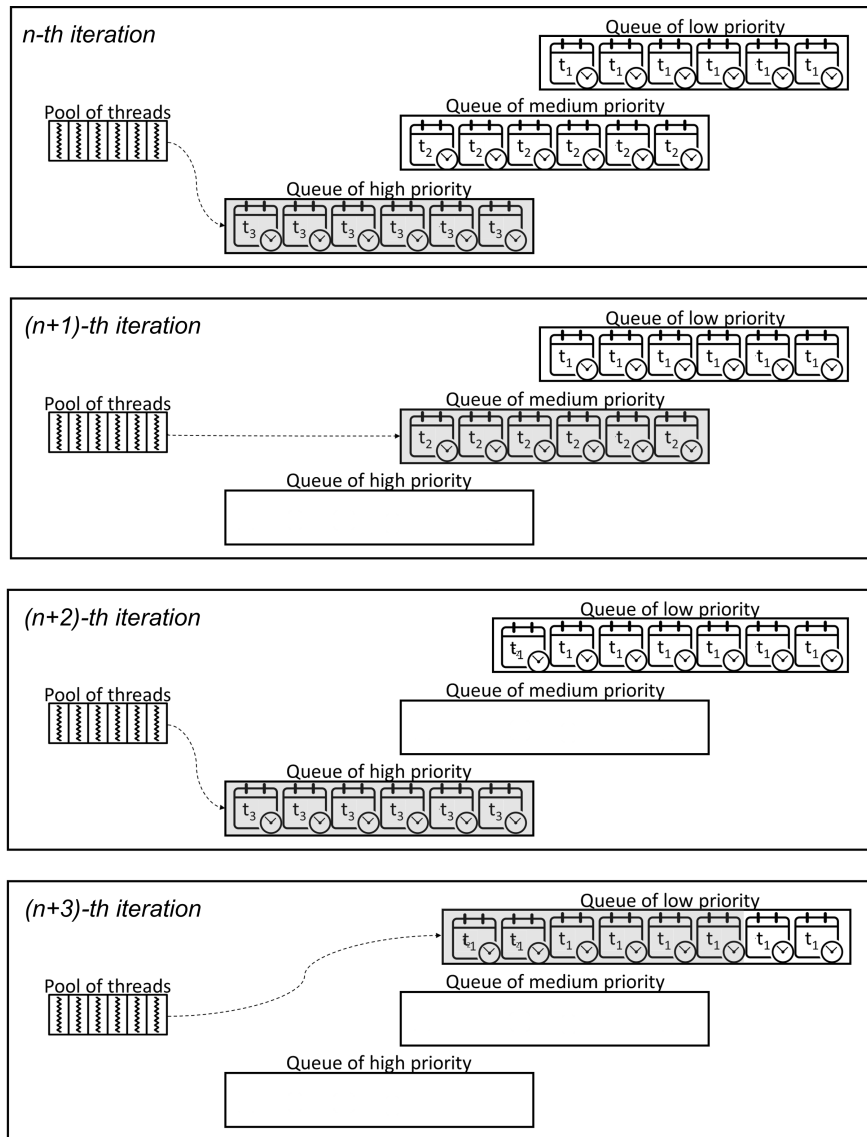 n-th iteration
Queue of low priority
t1 t1 t1 t1 t1 t1
Queue of medium priority
Pool of threads
t2 t2 t2 t2 t2 t2
Queue of high priority
t3 t3 t3 t3 t3 t3
(n+1)-th iteration
Queue of low priority
t1 t1 t1 t1 t1 t1
Queue of medium priority
Pool of threads
t2 t2 t2 t2 t2 t2
Queue of high priority
(n+2)-th iteration
Queue of low priority
t1 t1 t1 t1 t1 t1 t1
Queue of medium priority
Pool of threads
Queue of high priority
t3 t3 t3 t3 t3 t3
(n+3)-th iteration
Queue of low priority
t1 t1 t1 t1 t1 t1 t1 t1
Queue of medium priority
Pool of threads
Queue of high priority